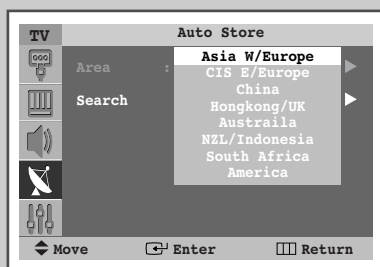 TV Auto Store
Area :
Asia W/Europe
CIS E/Europe
China
Search
Hongkong/UK
Austraila
NZL/Indonesia
South Africa
America
Move Enter Return